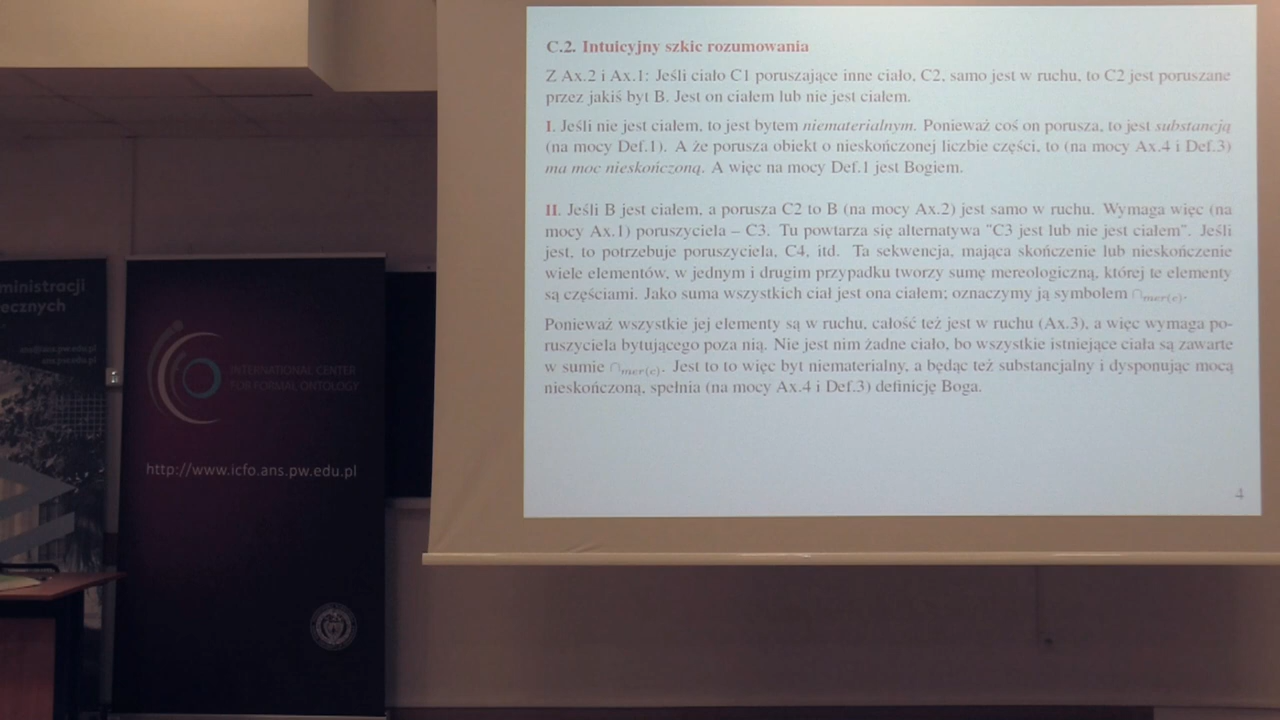 C.2. Intuicyjny szkic rozumowania
Z Ax.2 i Ax.1: Jeśli ciało C1 poruszające inne ciało, C2, samo jest w ruchu, to C2 jest poruszane
przez jakiś byt B. Jest on ciałem lub nie jest ciałem.
I. Jeśli nie jest ciałem, to jest bytem niematerialnym. Ponieważ coś on porusza, to jest substancją
(na mocy Def.1). A że porusza obiekt o nieskończonej liczbie części, to (na mocy Ax.4 i Def.3)
ma moc nieskończoną. A więc na mocy Def.1 jest Bogiem.
II. Jeśli B jest ciałem, a porusza C2 to B (na mocy Ax.2) jest samo w ruchu. Wymaga więc (na
mocy Ax.1) poruszyciela – C3. Tu powtarza się alternatywa "C3 jest lub nie jest ciałem". Jeśli
jest, to potrzebuje poruszyciela, C4, itd. Ta sekwencja, mająca skończenie lub nieskończenie
wiele elementów, w jednym i drugim przypadku tworzy sumę mereologiczną, której te elementy
są częściami. Jako suma wszystkich ciał jest ona ciałem; oznaczymy ją symbolem ∩mer(c).
Ponieważ wszystkie jej elementy są w ruchu, całość też jest w ruchu (Ax.3), a więc wymaga po-
ruszyciela bytującego poza nią. Nie jest nim żadne ciało, bo wszystkie istniejące ciała są zawarte
w sumie ∩mer(c). Jest to to więc byt niematerialny, a będąc też substancjalny i dysponując mocą
nieskończoną, spełnia (na mocy Ax.4 i Def.3) definicję Boga.
4
ministracji
ecznych
ans.pw.edu.pl
INTERNATIONAL CENTER
FOR FORMAL ONTOLOGY
http://www.icfo.ans.pw.edu.pl